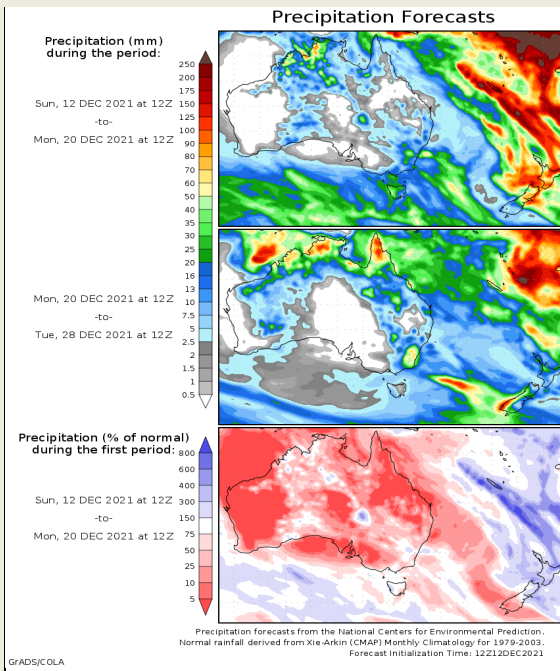 Precipitation Forecasts
Precipitation (mm)
during the period:
250
200
175
150
125
100
90
80
70
60
50
40
35
30
25
20
16
13
10
7.5
5
2.5
2
1.5
1
0.5
Sun, 12 DEC 2021 at 12Z
-to-
Mon, 20 DEC 2021 at 12Z
Mon, 20 DEC 2021 at 12Z
-to-
Tue, 28 DEC 2021 at 12Z
Precipitation (% of normal)
during the first period:
800
600
400
300
150
75
50
25
10
5
Sun, 12 DEC 2021 at 12Z
-to-
Mon, 20 DEC 2021 at 12Z
Precipitation forecasts from the National Centers for Environmental Prediction.
Normal rainfall derived from Xie-Arkin (CMAP) Monthly Climatology for 1979-2003.
Forecast Initialization Time: 12Z12DEC2021
GrADS/COLA